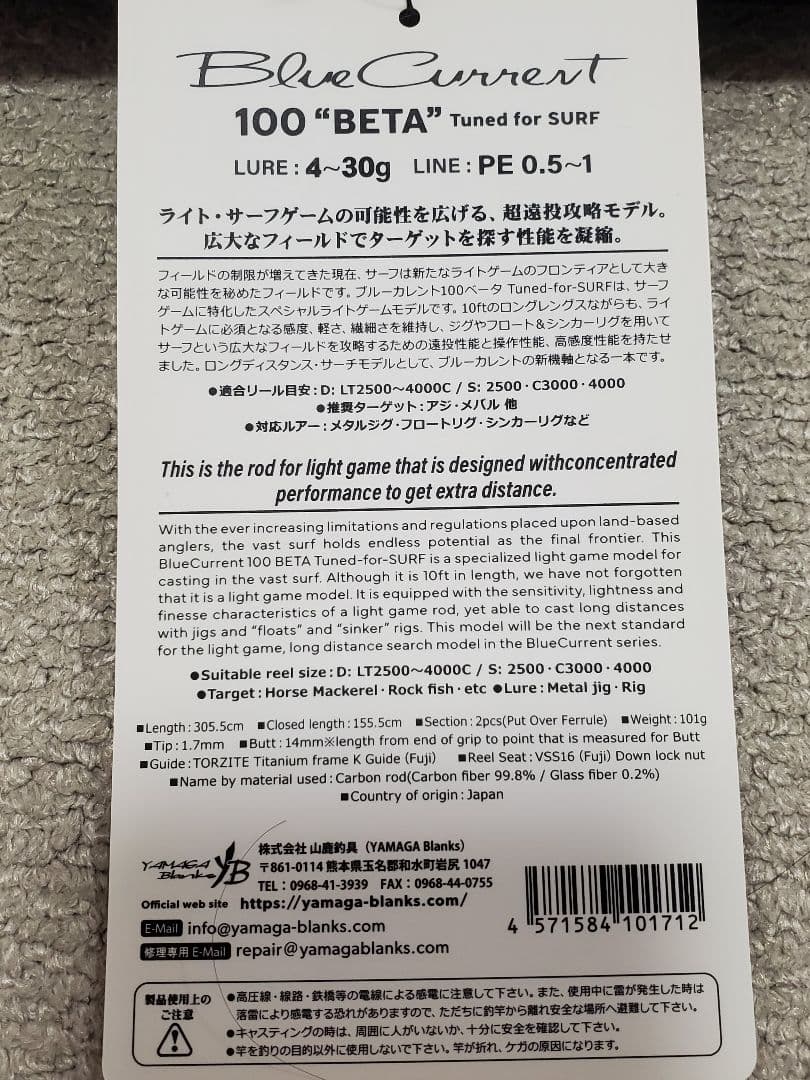 BlueCurrent
100 “BETA” Tuned for SURF
LURE : 4~30g LINE : PE 0.5~1
ライト・サーフゲームの可能性を広げる、超遠投攻略モデル。
広大なフィールドでターゲットを探す性能を凝縮。
フィールドの制限が増えてきた現在、サーフは新たなライトゲームのフロンティアとして大き
な可能性を秘めたフィールドです。ブルーカレント100ベータ Tuned-for-SURFは、サーフ
ゲームに特化したスペシャルライトゲームモデルです。10ftのロングレングスながらも、ライ
トゲームに必須となる感度、軽さ、繊細さを維持し、ジグやフロート&シンカーリグを用いて
サーフという広大なフィールドを攻略するための遠投性能と操作性能、高感度性能を持たせ
ました。ロングディスタンス・サーチモデルとして、ブルーカレントの新機軸となる一本です。
●適合リール目安：D: LT2500～4000C / S: 2500・C3000・4000
●推奨ターゲット：アジ・メバル 他
●対応ルアー：メタルジグ・フロートリグ・シンカーリグなど
This is the rod for light game that is designed withconcentrated
performance to get extra distance.
With the ever increasing limitations and regulations placed upon land-based
anglers, the vast surf holds endless potential as the final frontier. This
BlueCurrent 100 BETA Tuned-for-SURF is a specialized light game model for
casting in the vast surf. Although it is 10ft in length, we have not forgotten
that it is a light game model. It is equipped with the sensitivity, lightness and
finesse characteristics of a light game rod, yet able to cast long distances
with jigs and “floats” and “sinker” rigs. This model will be the next standard
for the light game, long distance search model in the BlueCurrent series.
●Suitable reel size : D: LT2500～4000C / S: 2500・C3000・4000
●Target : Horse Mackerel・Rock fish・etc ●Lure : Metal jig・Rig
■Length : 305.5cm ■Closed length : 155.5cm ■Section : 2pcs(Put Over Ferrule) ■Weight : 101g
■Tip : 1.7mm ■Butt : 14mm※length from end of grip to point that is measured for Butt
■Guide : TORZITE Titanium frame K Guide (Fuji) ■Reel Seat : VSS16 (Fuji) Down lock nut
■Name by material used : Carbon rod(Carbon fiber 99.8% / Glass fiber 0.2%)
■Country of origin : Japan
YAMAGA Blanks YB
株式会社 山鹿釣具（YAMAGA Blanks）
〒861-0114 熊本県玉名郡和水町岩尻 1047
TEL : 0968-41-3939 FAX : 0968-44-0755
Official web site https://yamaga-blanks.com/
E-Mail info@yamaga-blanks.com
修理専用 E-Mail repair@yamagablanks.com
4 571584 101712
製品使用上の
ご注意
●高圧線・線路・鉄橋等の電線による感電に注意して下さい。また、使用中に雷が発生した時は
落雷により感電する恐れがありますので、ただちに釣竿から離れ安全な場所へ避難して下さい。
●キャスティングの時は、周囲に人がいないか、十分に安全を確認して下さい。
●竿を釣りの目的以外に使用しないで下さい。竿が折れ、ケガの原因になります。